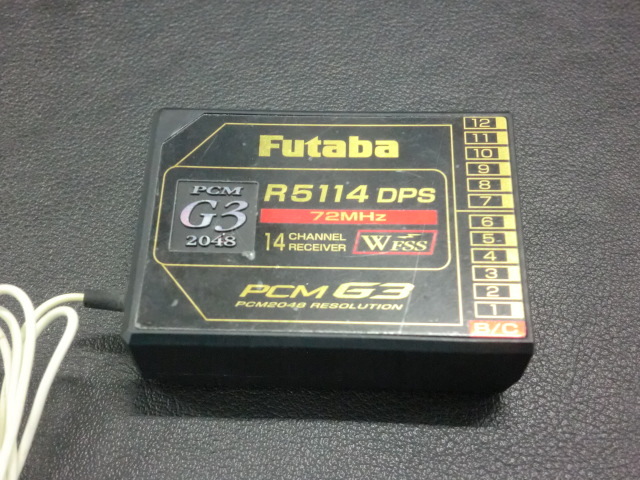 Futaba
PCM
G3
2048
R5114 DPS
72MHz
14 CHANNEL
RECEIVER
WFSS
PCM G3
PCM2048 RESOLUTION
12
11
10
9
8
7
6
5
4
3
2
1
B/C